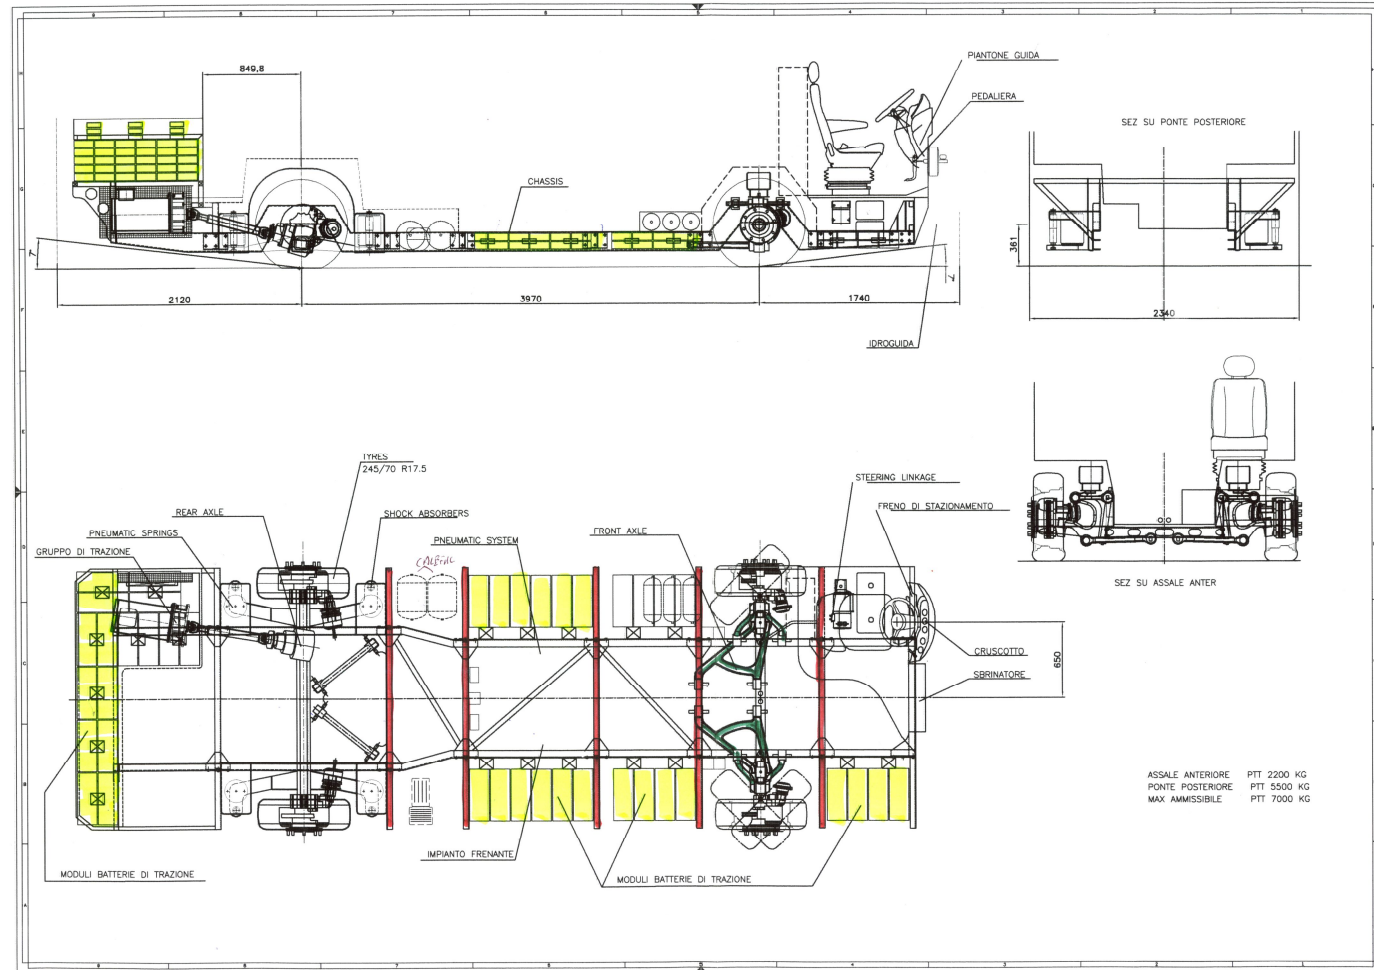 849,8
PIANTONE GUIDA
PEDALIERA
SEZ SU PONTE POSTERIORE
CHASSIS
361
7°
7°
2120
3970
1740
2340
IDROGUIDA
TYRES
245/70 R17.5
STEERING LINKAGE
FRENO DI STAZIONAMENTO
REAR AXLE
SHOCK ABSORBERS
PNEUMATIC SPRINGS
PNEUMATIC SYSTEM
FRONT AXLE
GRUPPO DI TRAZIONE
SEZ SU ASSALE ANTER
CRUSCOTTO
650
SBRINATORE
ASSALE ANTERIORE PTT 2200 KG
PONTE POSTERIORE PTT 5500 KG
MAX AMMISSIBILE PTT 7000 KG
IMPIANTO FRENANTE
MODULI BATTERIE DI TRAZIONE
MODULI BATTERIE DI TRAZIONE